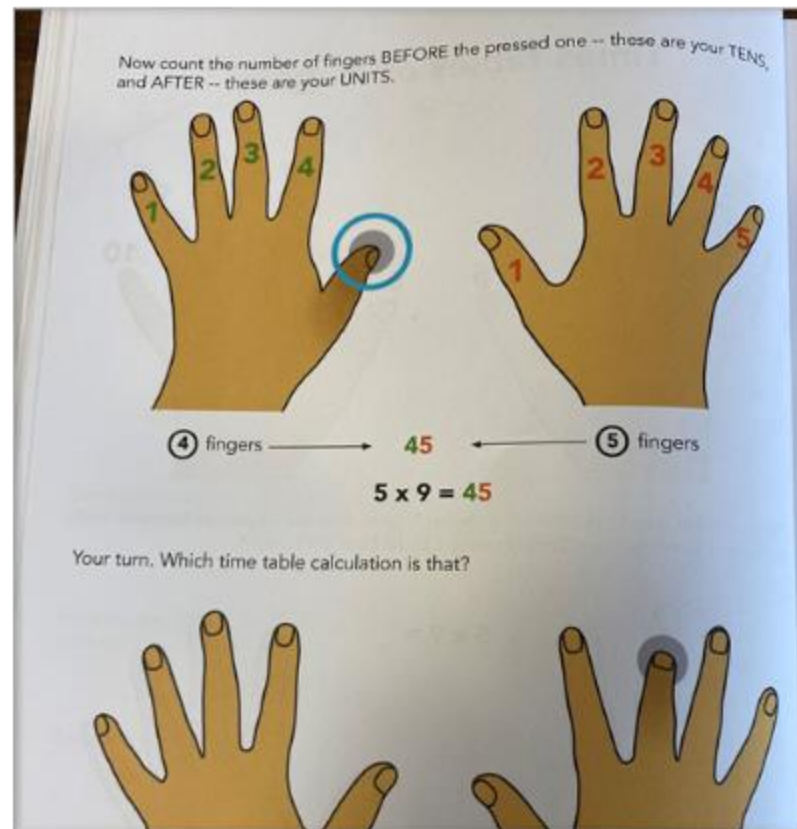 Now count the number of fingers BEFORE the pressed one -- these are your TENS,
and AFTER -- these are your UNITS.
1 2 3 4
1 2 3 4 5
4 fingers 45 5 fingers
5 x 9 = 45
Your turn. Which time table calculation is that?